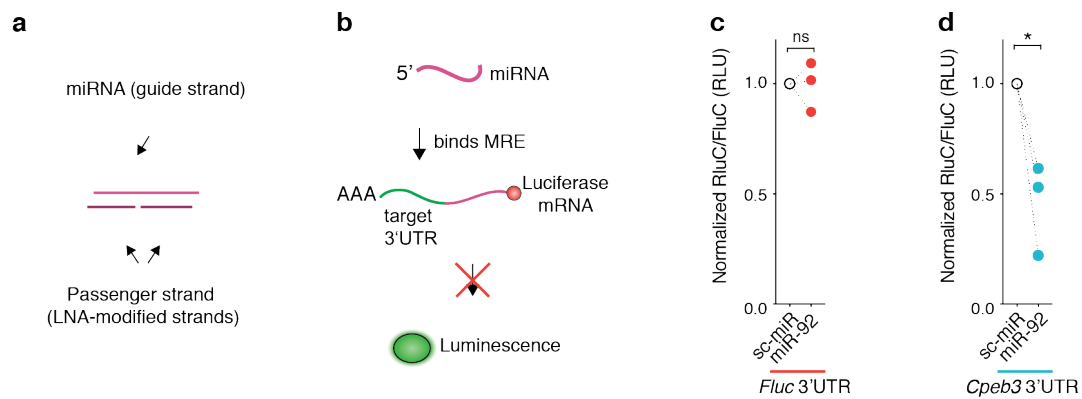 a
miRNA (guide strand)
Passenger strand
(LNA-modified strands)
b
5’
miRNA
binds MRE
AAA
Luciferase
mRNA
target
3‘UTR
Luminescence
c
ns
Normalized RluC/FluC (RLU)
1.0
0.5
0.0
sc-miR
miR-92
Fluc 3’UTR
d
*
Normalized RluC/FluC (RLU)
1.0
0.5
0.0
sc-miR
miR-92
Cpeb3 3’UTR